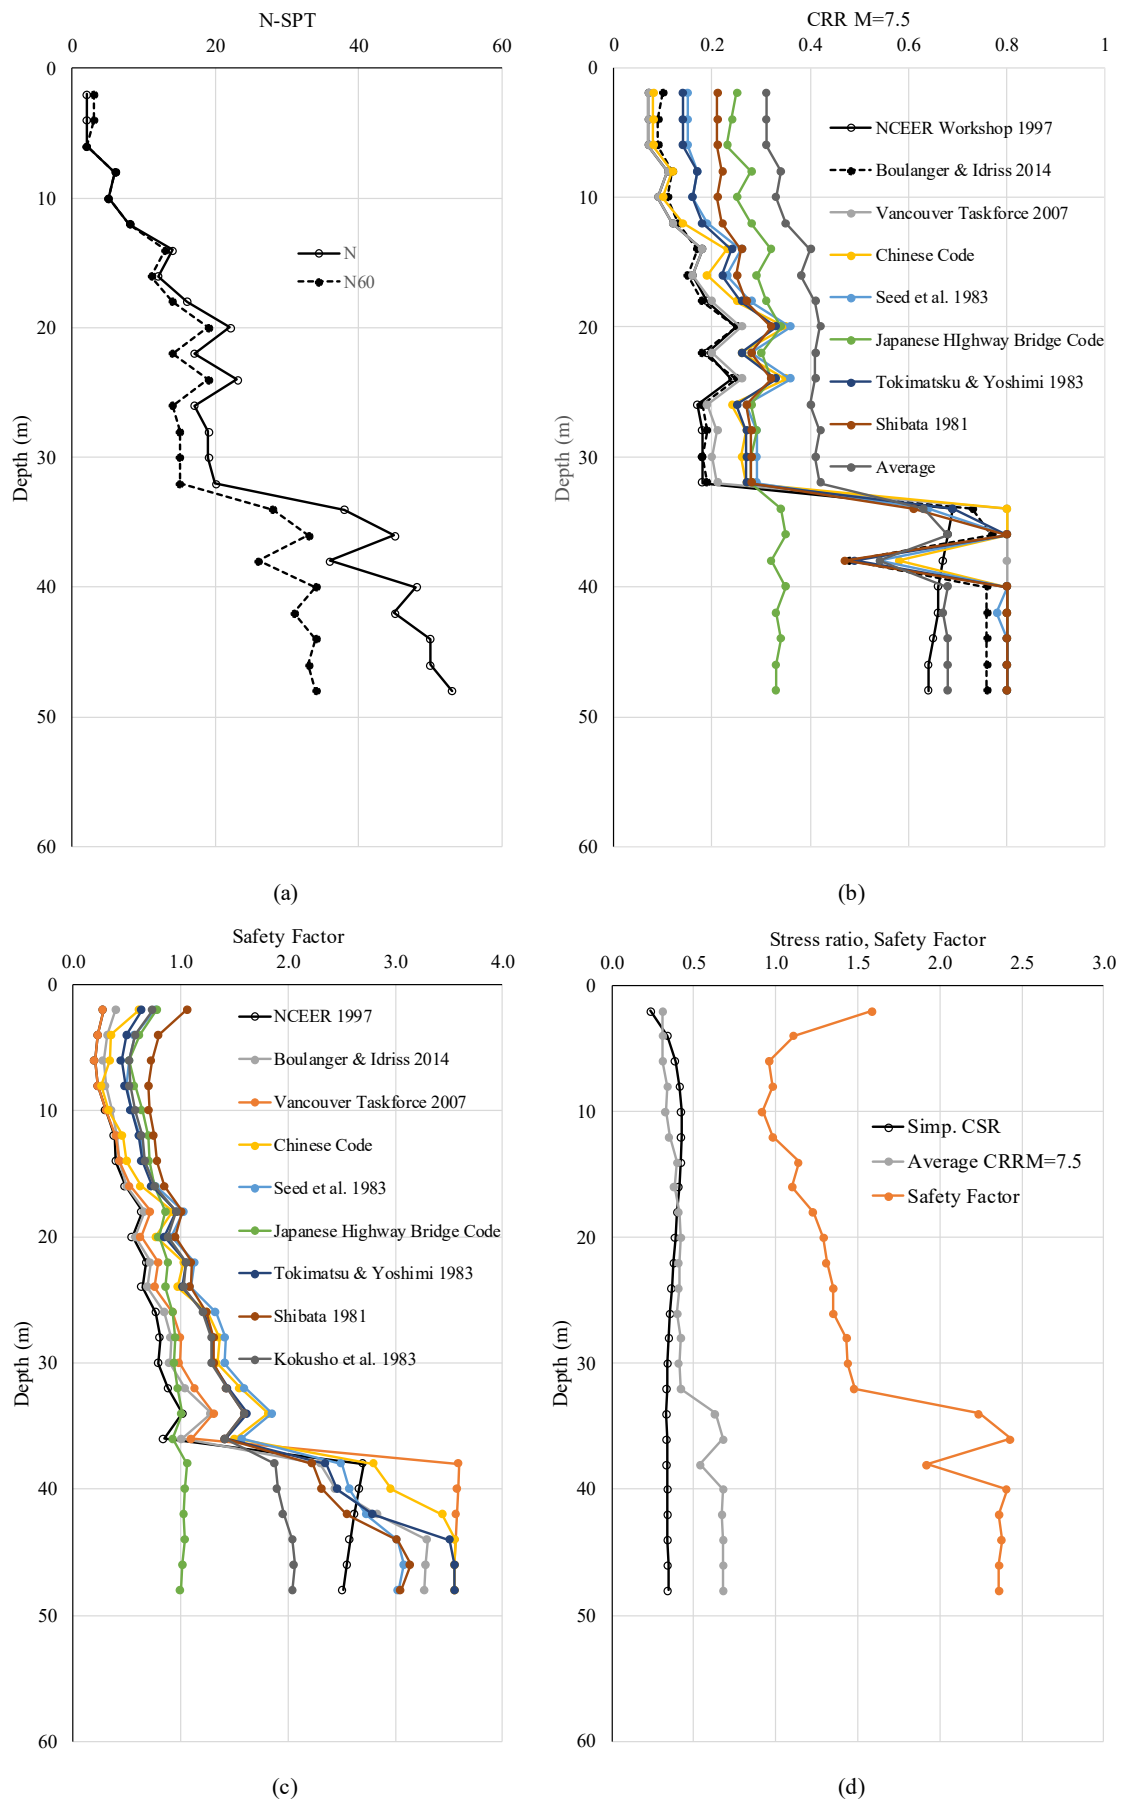 N-SPT
0 20 40 60
0
10
20
30
40
50
60
Depth (m)
N
N60
(a)
CRR M=7.5
0 0.2 0.4 0.6 0.8 1
0
10
20
30
40
50
60
Depth (m)
NCEER Workshop 1997
Boulanger & Idriss 2014
Vancouver Taskforce 2007
Chinese Code
Seed et al. 1983
Japanese HIghway Bridge Code
Tokimatsku & Yoshimi 1983
Shibata 1981
Average
(b)
Safety Factor
0.0 1.0 2.0 3.0 4.0
0
10
20
30
40
50
60
Depth (m)
NCEER 1997
Boulanger & Idriss 2014
Vancouver Taskforce 2007
Chinese Code
Seed et al. 1983
Japanese Highway Bridge Code
Tokimatsu & Yoshimi 1983
Shibata 1981
Kokusho et al. 1983
(c)
Stress ratio, Safety Factor
0.0 0.5 1.0 1.5 2.0 2.5 3.0
0
10
20
30
40
50
60
Depth (m)
Simp. CSR
Average CRRM=7.5
Safety Factor
(d)